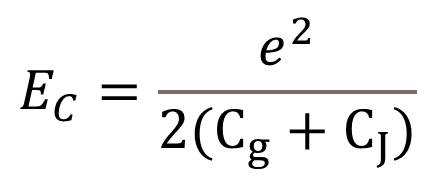 E_C = e^2 / 2(C_g + C_J)